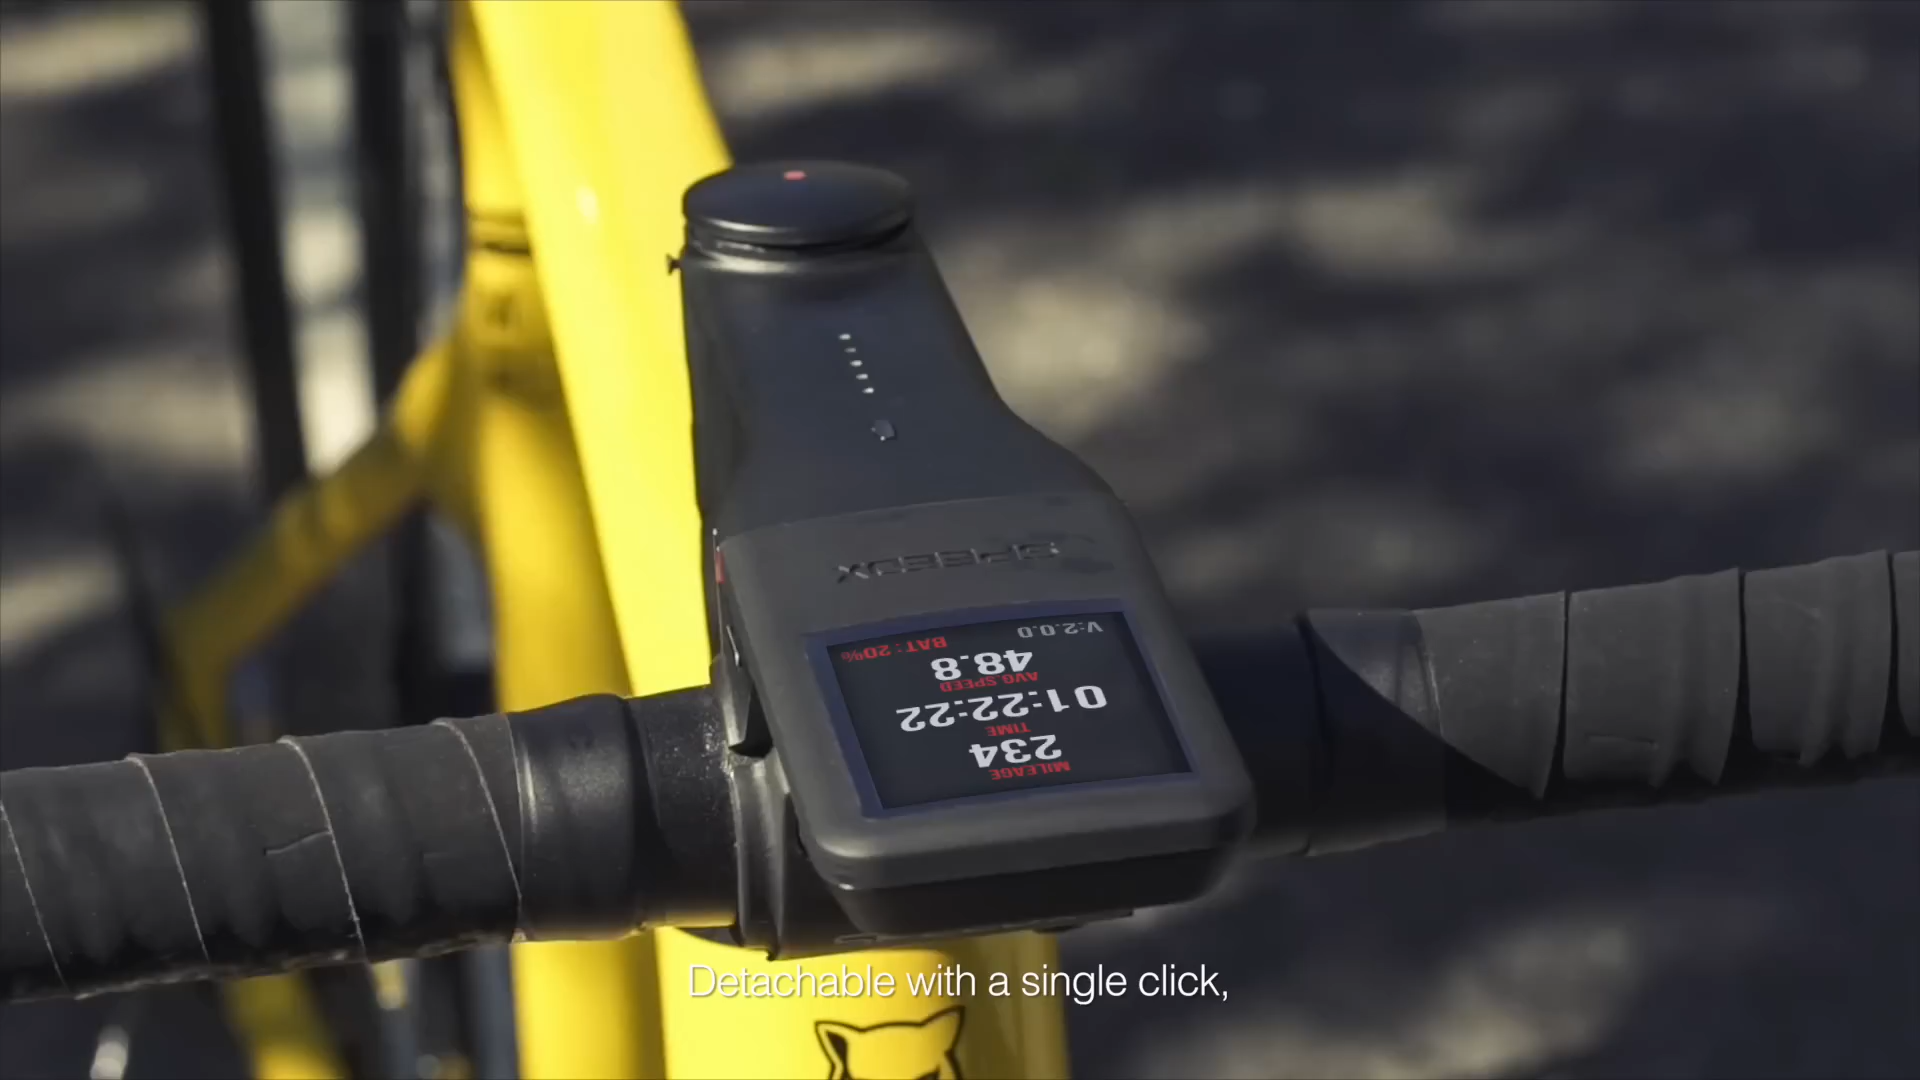 SPEEDX
MILEAGE
234
TIME
01:22:22
AVG.SPEED
48.8
V:2.0.0 BAT: 20%
Detachable with a single click,